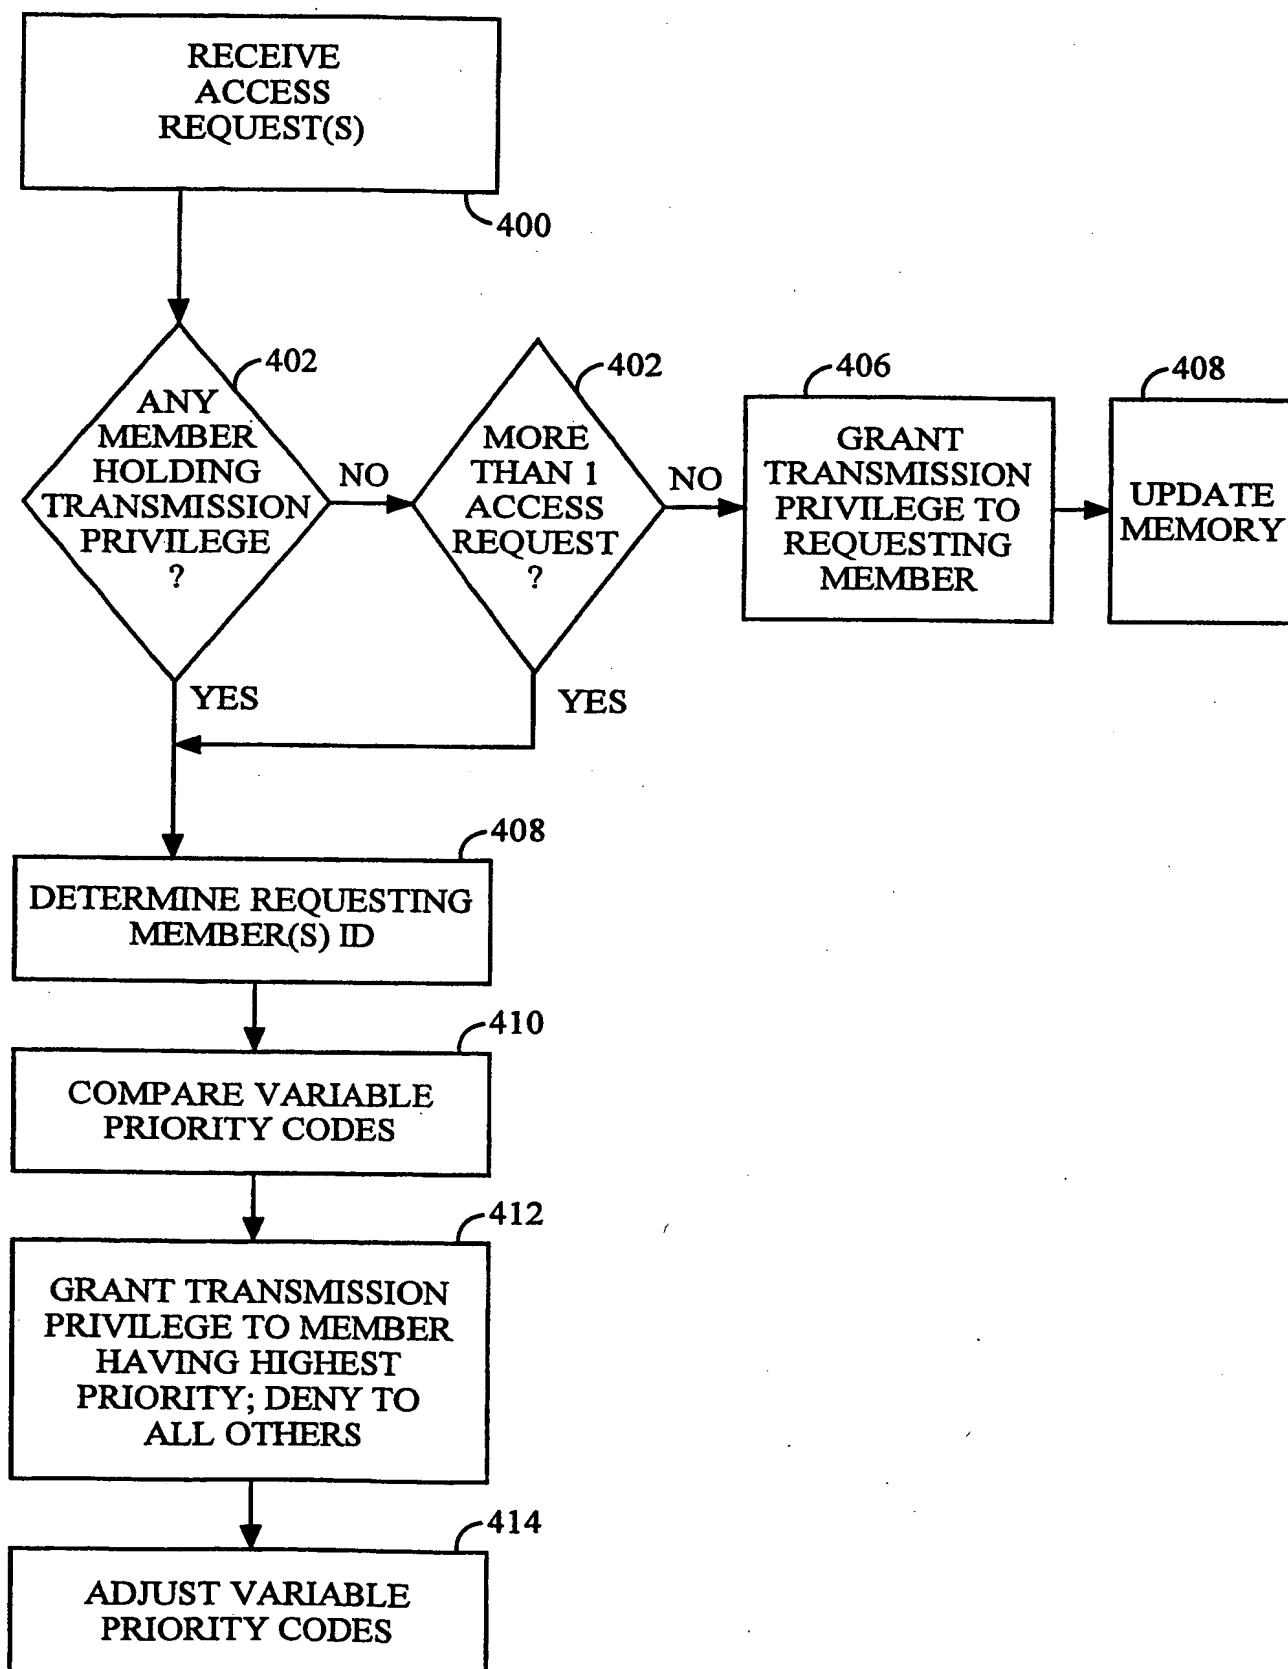 RECEIVE
ACCESS
REQUEST(S)
400
402
ANY
MEMBER
HOLDING
TRANSMISSION
PRIVILEGE
?
NO
YES
402
MORE
THAN 1
ACCESS
REQUEST
?
NO
YES
406
GRANT
TRANSMISSION
PRIVILEGE TO
REQUESTING
MEMBER
408
UPDATE
MEMORY
408
DETERMINE REQUESTING
MEMBER(S) ID
410
COMPARE VARIABLE
PRIORITY CODES
412
GRANT TRANSMISSION
PRIVILEGE TO MEMBER
HAVING HIGHEST
PRIORITY; DENY TO
ALL OTHERS
414
ADJUST VARIABLE
PRIORITY CODES